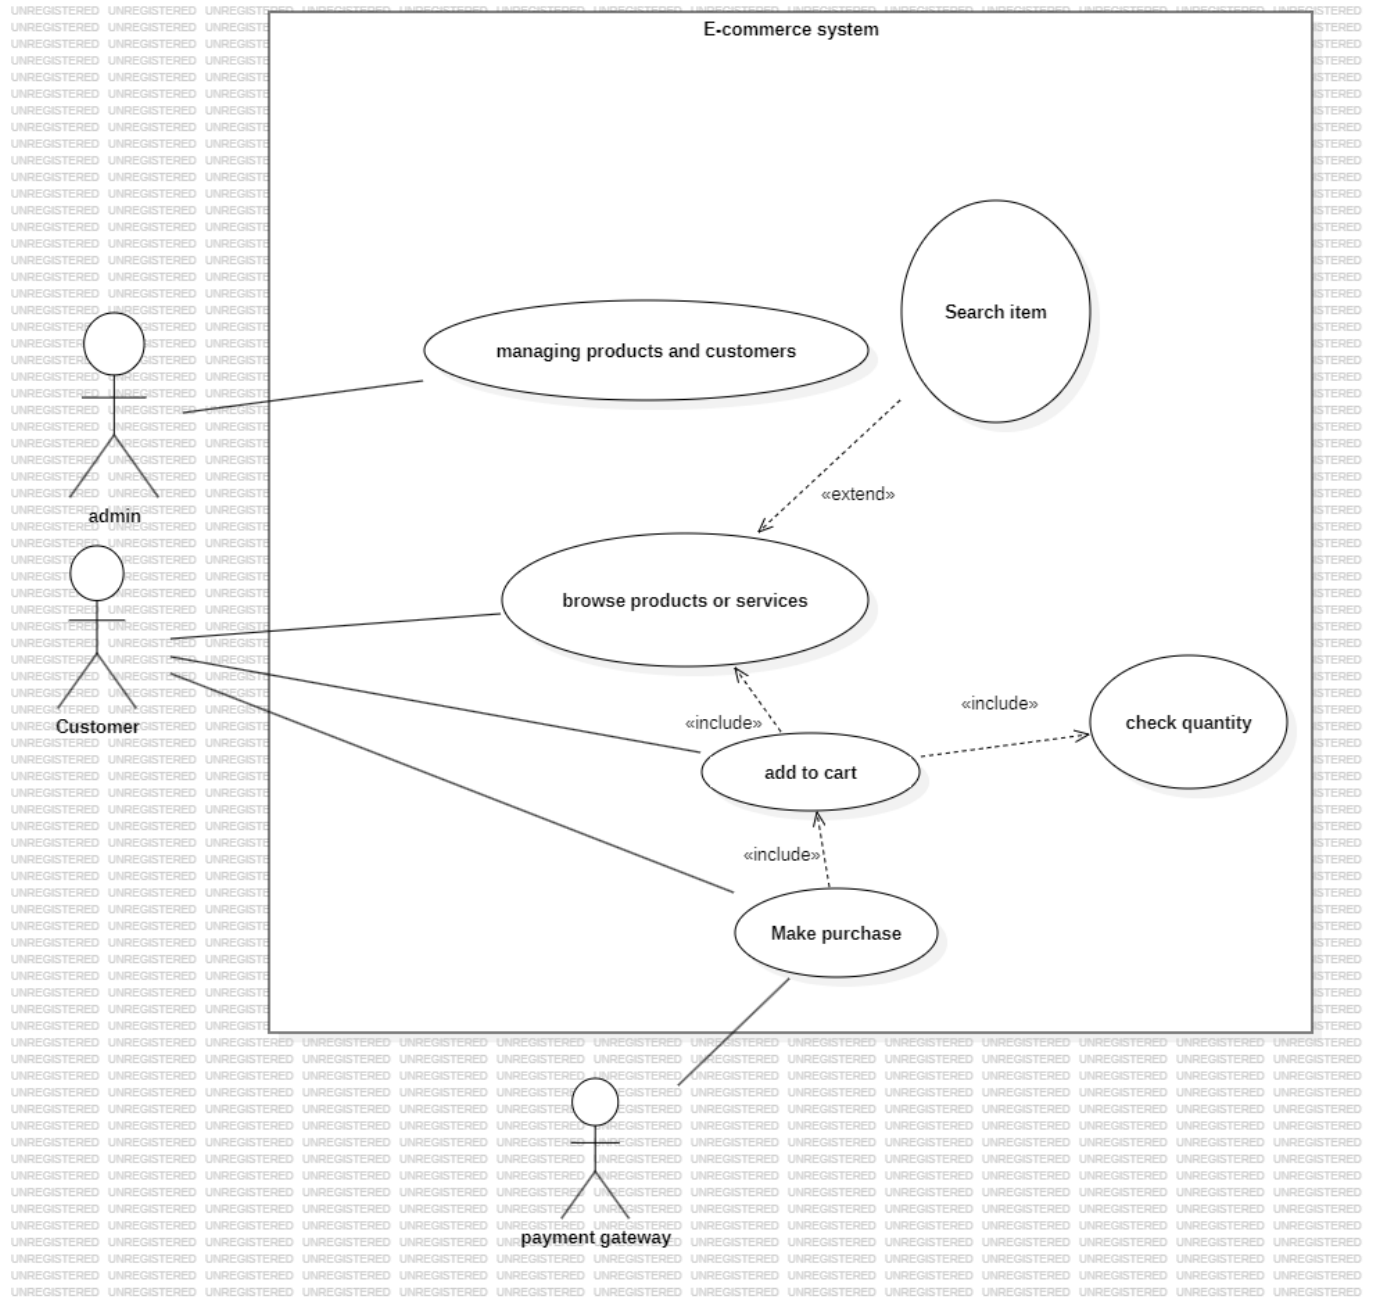 E-commerce system
Search item
managing products and customers
«extend»
admin
browse products or services
«include»
«include»
check quantity
Customer
add to cart
«include»
Make purchase
payment gateway
UNREGISTERED